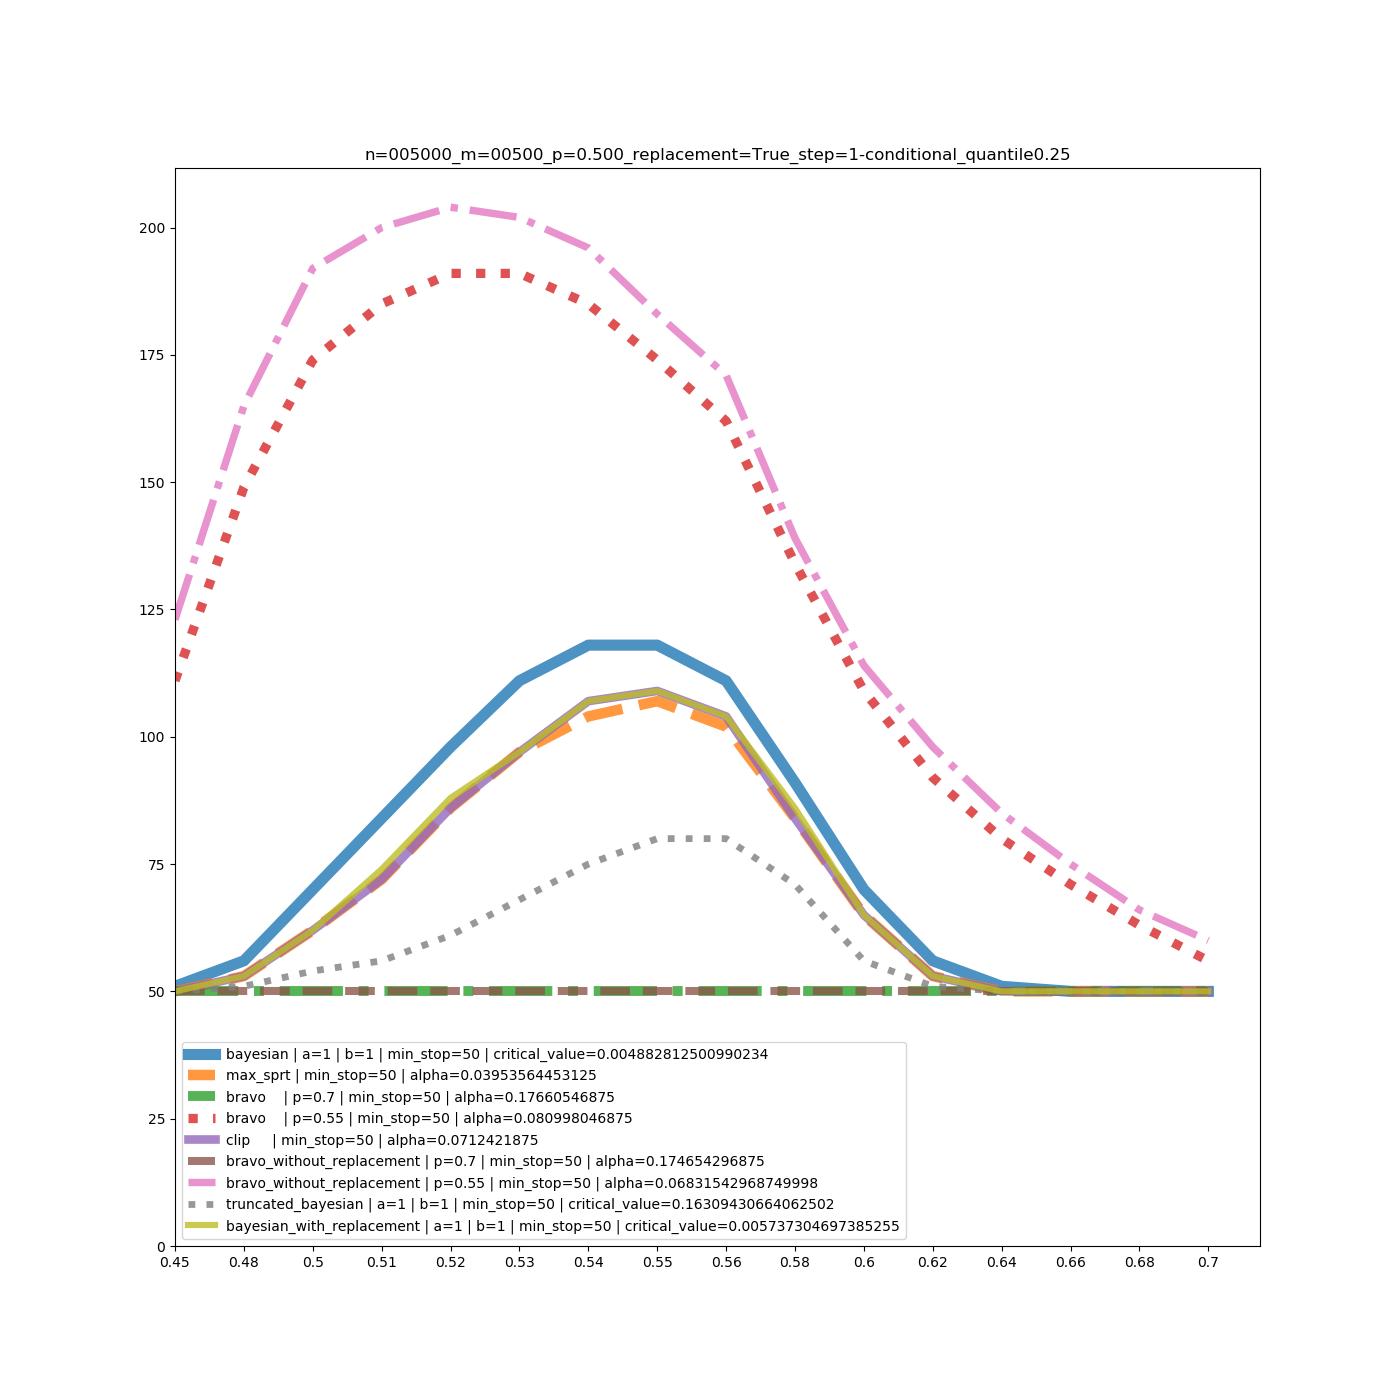 n=005000_m=00500_p=0.500_replacement=True_step=1-conditional_quantile0.25
200
175
150
125
100
75
50
25
0
bayesian | a=1 | b=1 | min_stop=50 | critical_value=0.004882812500990234
max_sprt | min_stop=50 | alpha=0.03953564453125
bravo    | p=0.7 | min_stop=50 | alpha=0.17660546875
bravo    | p=0.55 | min_stop=50 | alpha=0.080998046875
clip     | min_stop=50 | alpha=0.0712421875
bravo_without_replacement | p=0.7 | min_stop=50 | alpha=0.174654296875
bravo_without_replacement | p=0.55 | min_stop=50 | alpha=0.06831542968749998
truncated_bayesian | a=1 | b=1 | min_stop=50 | critical_value=0.16309430664062502
bayesian_with_replacement | a=1 | b=1 | min_stop=50 | critical_value=0.005737304697385255
0.45 0.48 0.5 0.51 0.52 0.53 0.54 0.55 0.56 0.58 0.6 0.62 0.64 0.66 0.68 0.7